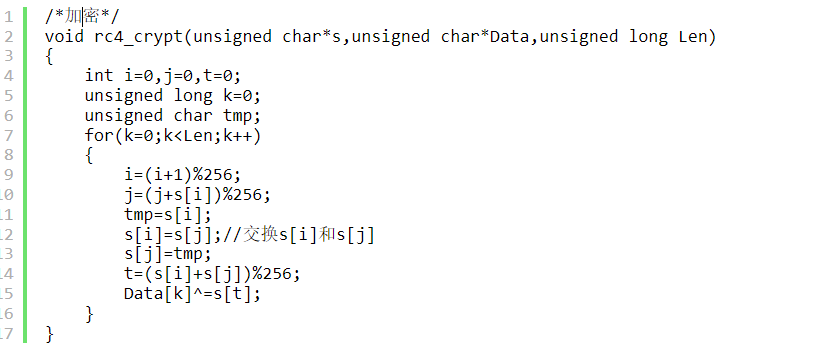 1 /*加密*/
2 void rc4_crypt(unsigned char*s,unsigned char*Data,unsigned long Len)
3 {
4     int i=0,j=0,t=0;
5     unsigned long k=0;
6     unsigned char tmp;
7     for(k=0;k<Len;k++)
8     {
9         i=(i+1)%256;
10         j=(j+s[i])%256;
11         tmp=s[i];
12         s[i]=s[j];//交换s[i]和s[j]
13         s[j]=tmp;
14         t=(s[i]+s[j])%256;
15         Data[k]^=s[t];
16     }
17 }